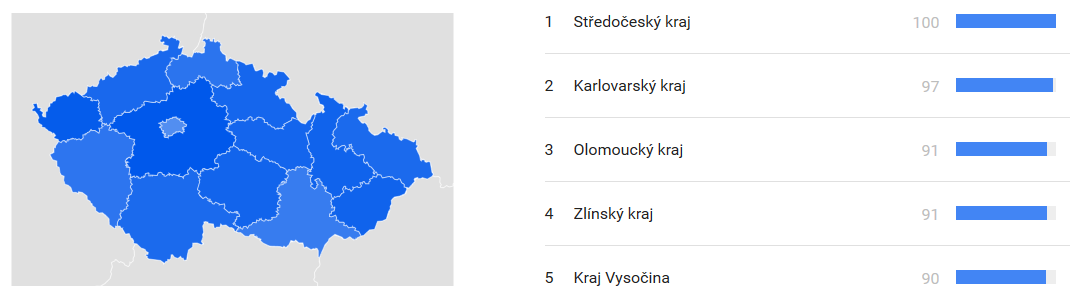 1 Středočeský kraj 100
2 Karlovarský kraj 97
3 Olomoucký kraj 91
4 Zlínský kraj 91
5 Kraj Vysočina 90